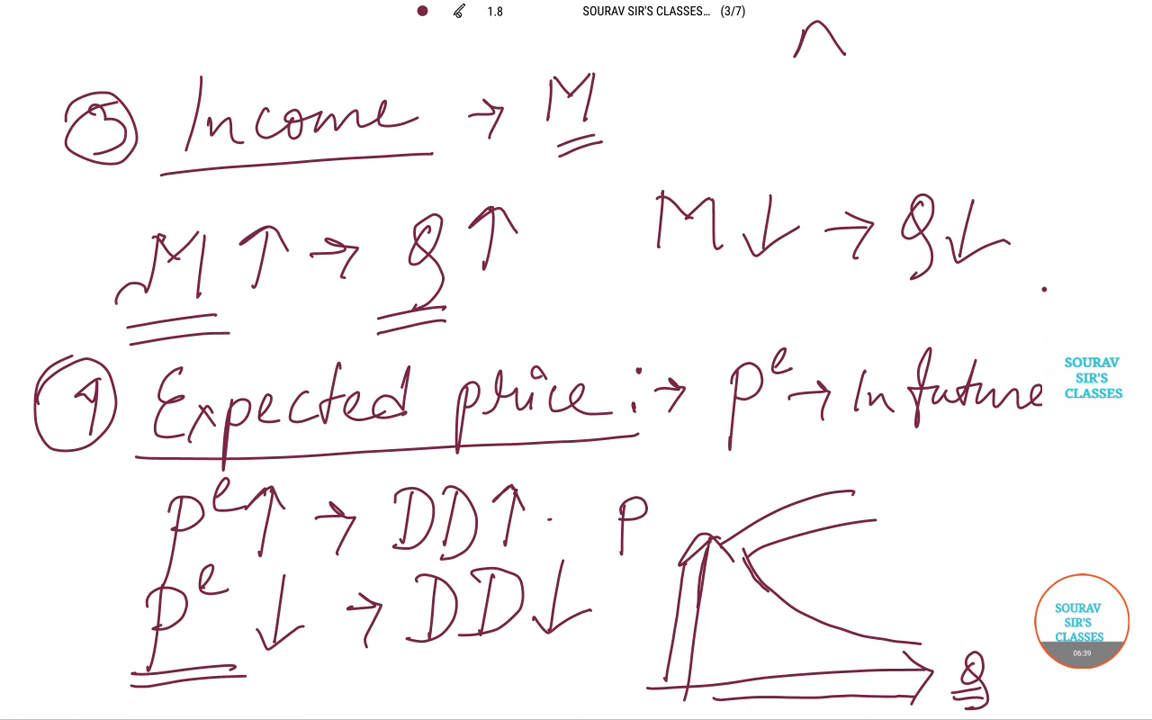 1.8 SOURAV SIR'S CLASSES... (3/7)
③ Income → M
M ↑ → Q ↑ M ↓ → Q ↓
④ Expected price :→ Pᵉ → In future
SOURAV
SIR'S
CLASSES
Pᵉ ↑ → DD ↑ . P
Pᵉ ↓ → DD ↓
Q
SOURAV
SIR'S
CLASSES
06:39